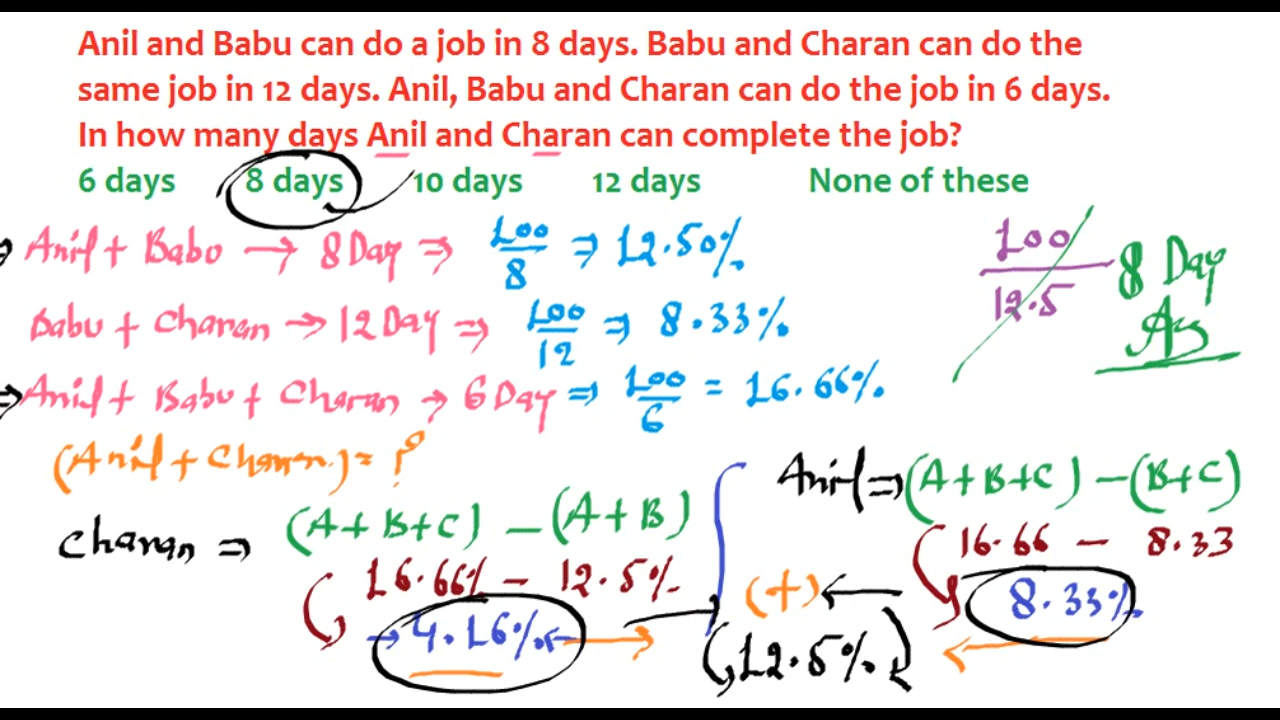 Anil and Babu can do a job in 8 days. Babu and Charan can do the
same job in 12 days. Anil, Babu and Charan can do the job in 6 days.
In how many days Anil and Charan can complete the job?
6 days 8 days 10 days 12 days None of these
⇒ Anil + Babu → 8 Day ⇒ 100/8 ⇒ 12.50%
100/12.5 8 Day
Ans
Babu + Charan → 12 Day ⇒ 100/12 ⇒ 8.33%
⇒ Anil + Babu + Charan → 6 Day ⇒ 100/6 = 16.66%
(Anil + Charan) = ?
Charan ⇒ (A+B+C) - (A+B)
16.66% - 12.5%
→ 4.16%
Anil ⇒ (A+B+C) - (B+C)
16.66 - 8.33
8.33%
(+)
12.5%